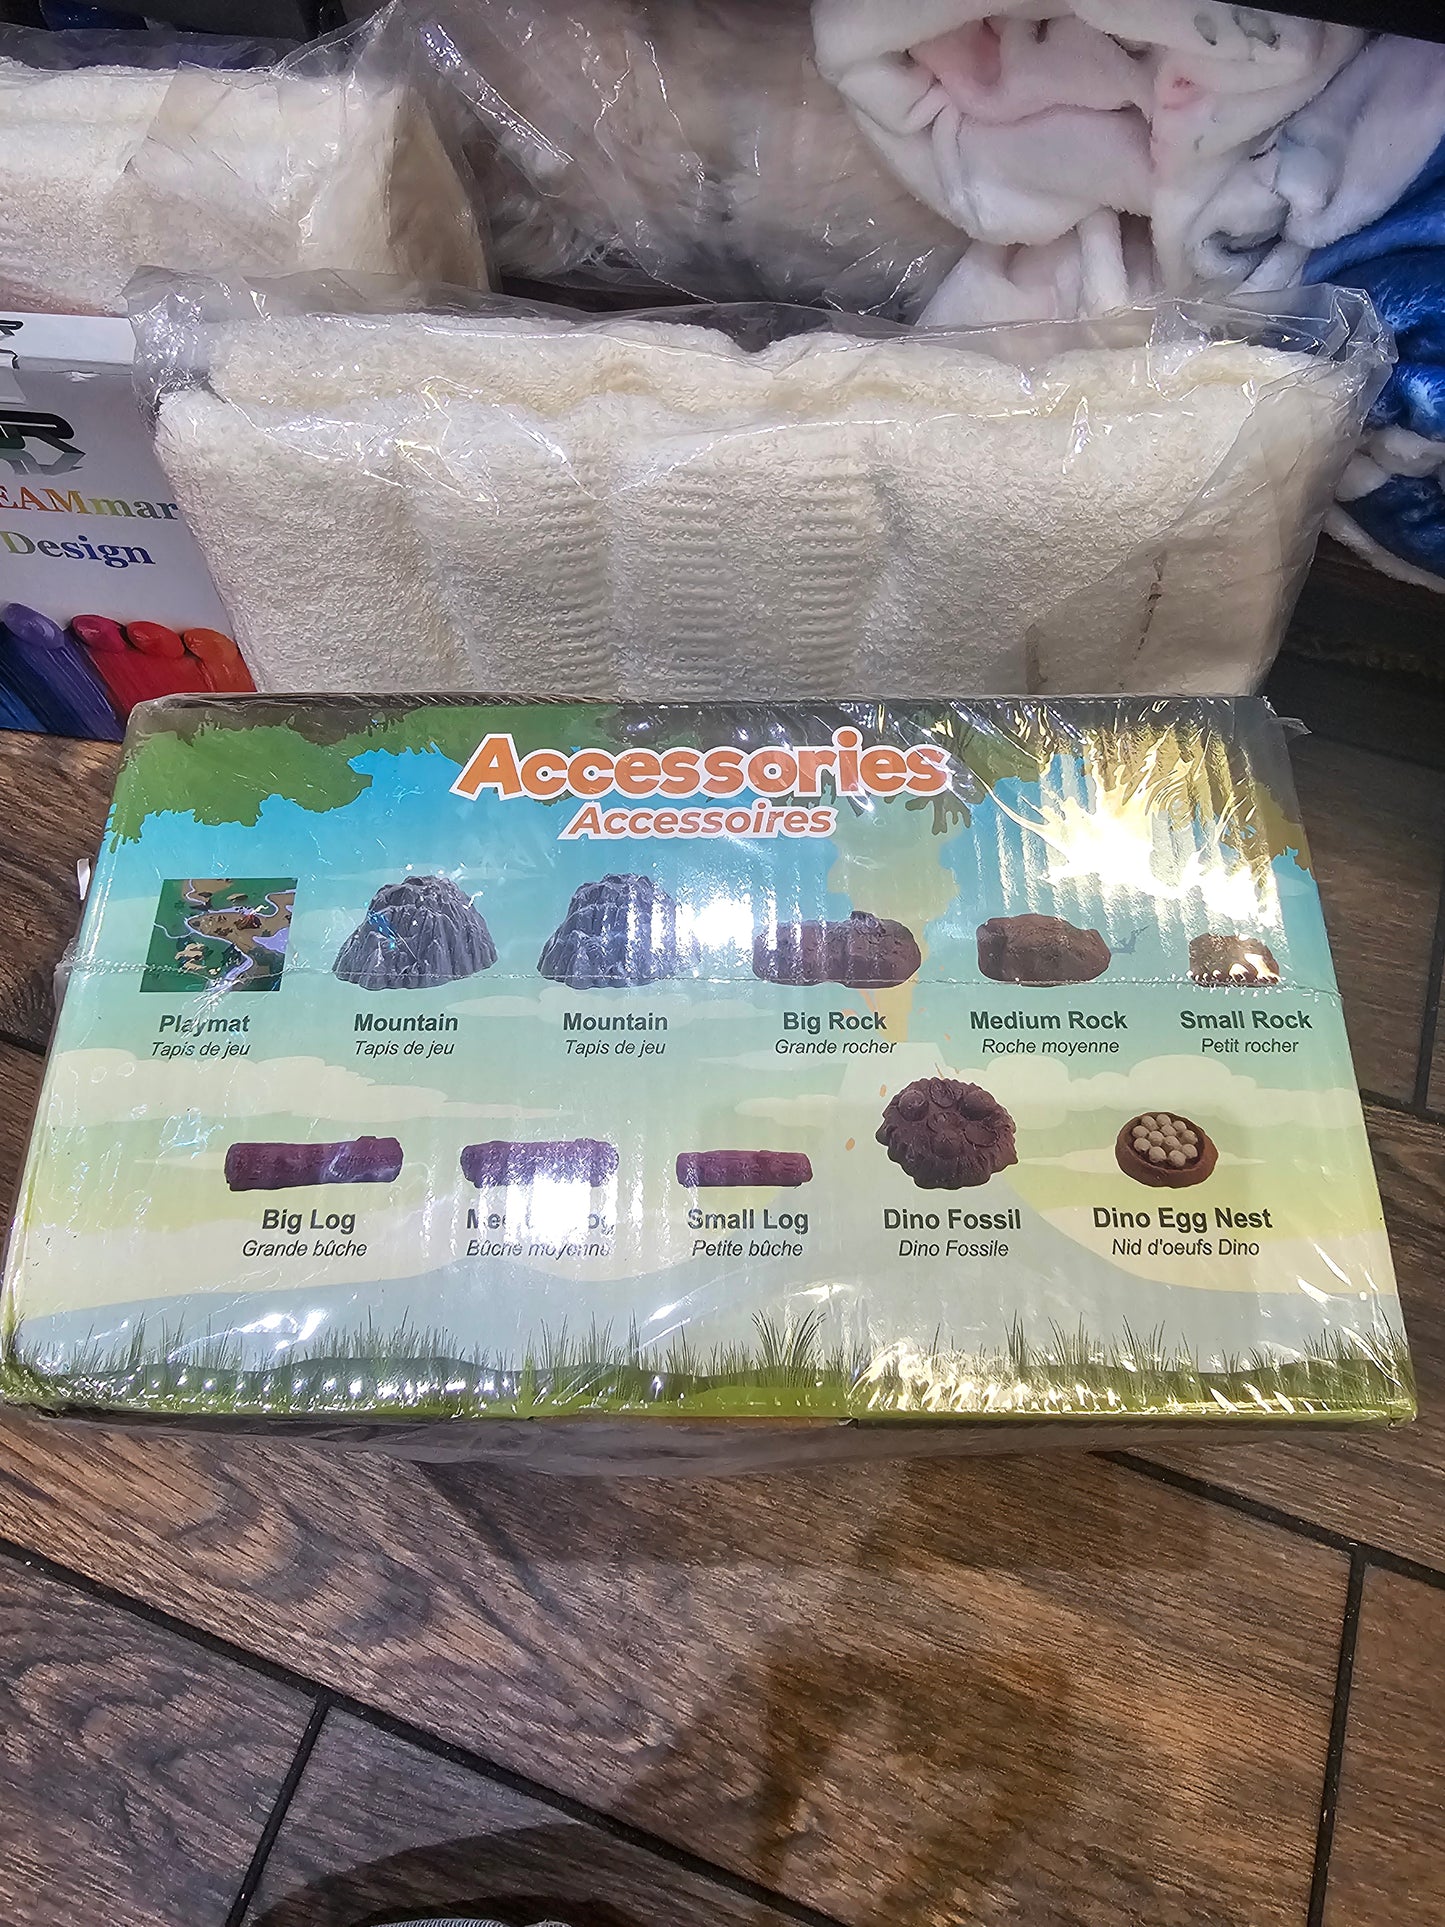 Design
Accessories
Accessoires
Playmat Mountain Mountain Big Rock Medium Rock Small Rock
Tapis de jeu Tapis de jeu Tapis de jeu Grande rocher Roche moyenne Petit rocher
Big Log Small Log Dino Fossil Dino Egg Nest
Grande bûche Bûche moyenne Petite bûche Dino Fossile Nid d'oeufs Dino